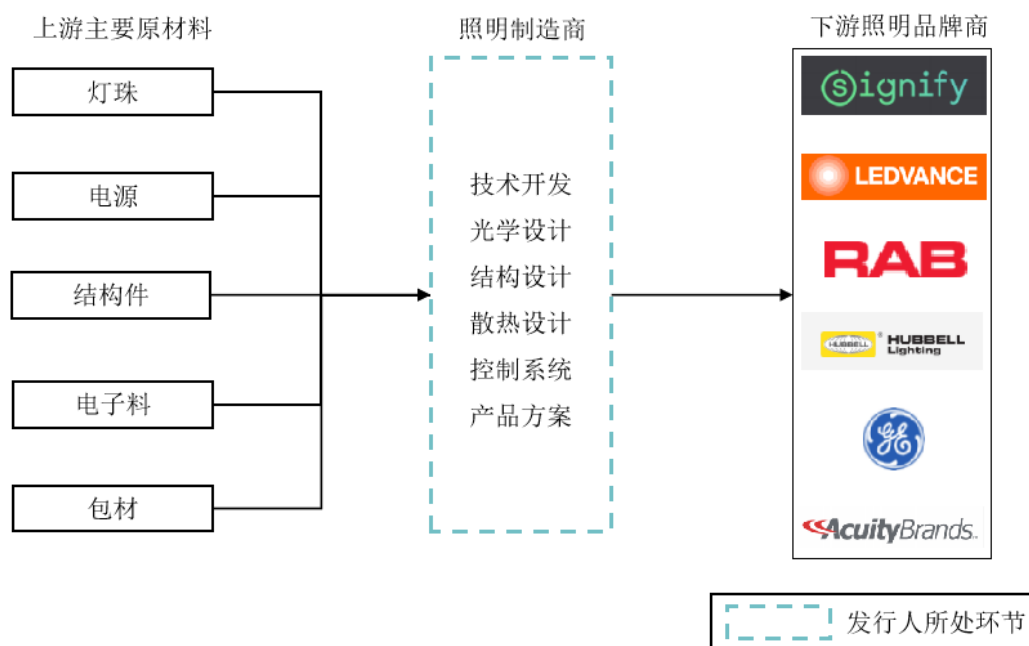 上游主要原材料
照明制造商
下游照明品牌商
灯珠
电源
结构件
电子料
包材
技术开发
光学设计
结构设计
散热设计
控制系统
产品方案
signify
LEDVANCE
RAB
HUBBELL
® HUBBELL
Lighting
GE
AcuityBrands
发行人所处环节